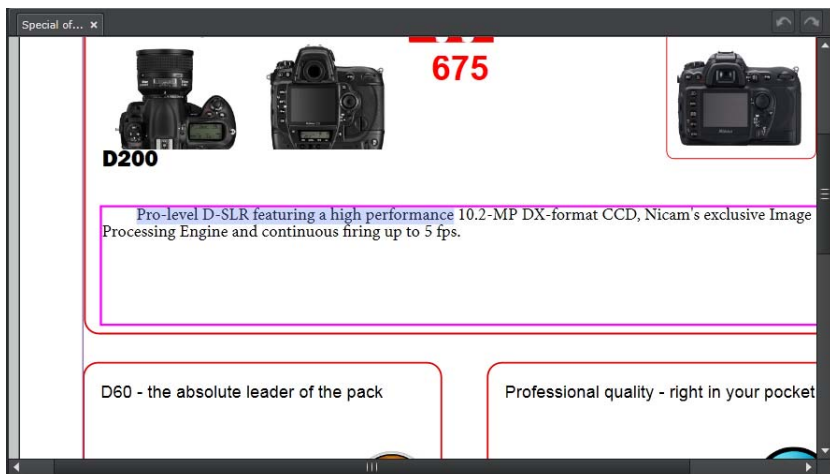 Special of...
675
D200
Pro-level D-SLR featuring a high performance 10.2-MP DX-format CCD, Nicam's exclusive Image
Processing Engine and continuous firing up to 5 fps.
D60 - the absolute leader of the pack
Professional quality - right in your pocket